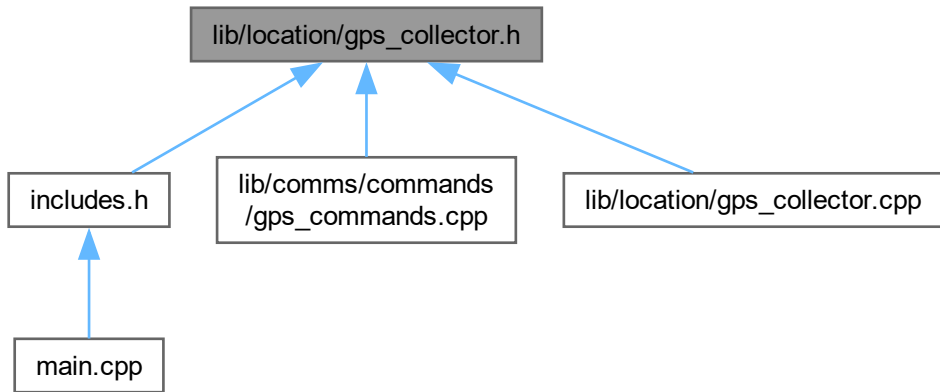 lib/location/gps_collector.h
includes.h
lib/comms/commands
/gps_commands.cpp
lib/location/gps_collector.cpp
main.cpp